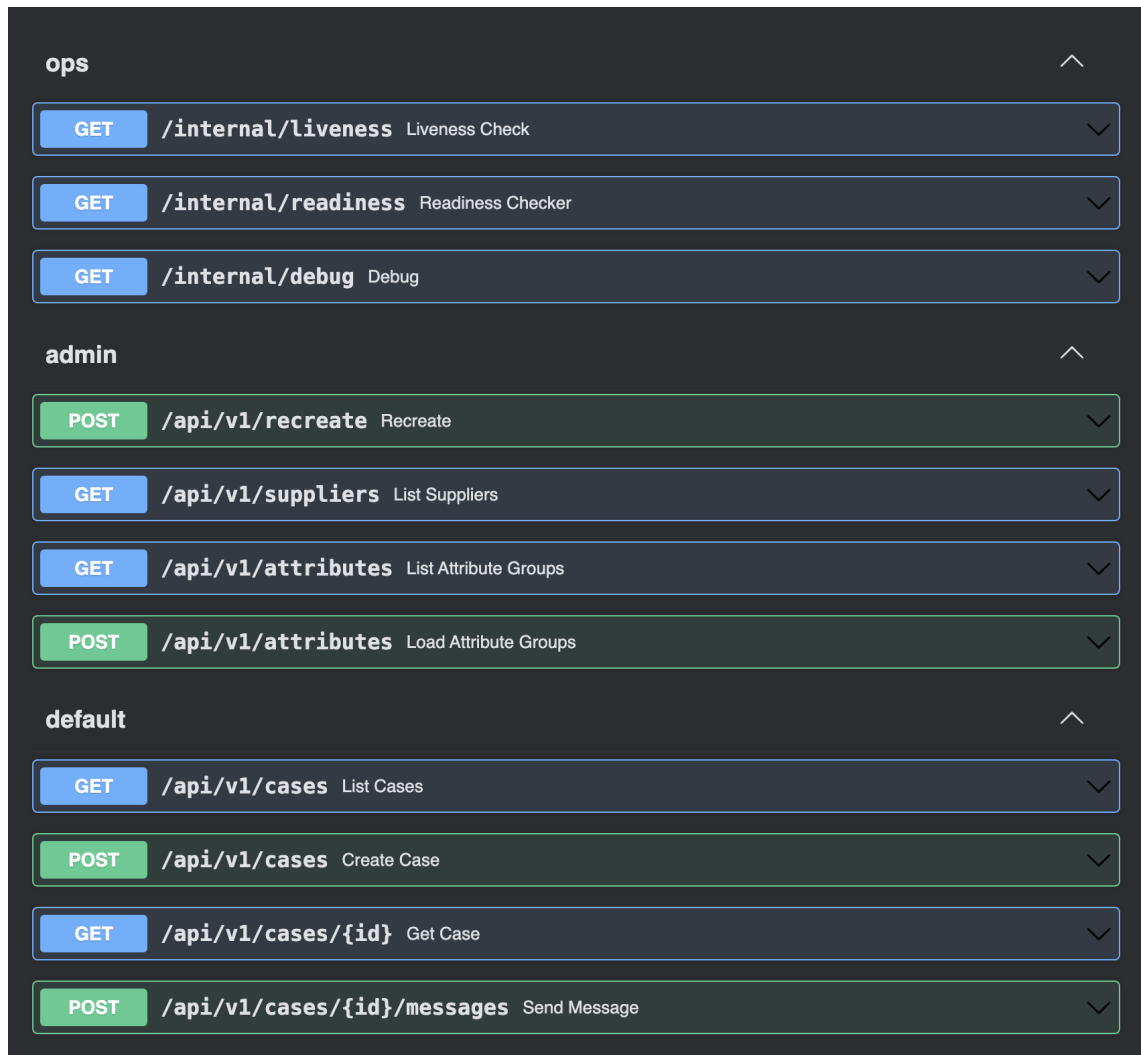 ops
GET /internal/liveness Liveness Check
GET /internal/readiness Readiness Checker
GET /internal/debug Debug
admin
POST /api/v1/recreate Recreate
GET /api/v1/suppliers List Suppliers
GET /api/v1/attributes List Attribute Groups
POST /api/v1/attributes Load Attribute Groups
default
GET /api/v1/cases List Cases
POST /api/v1/cases Create Case
GET /api/v1/cases/{id} Get Case
POST /api/v1/cases/{id}/messages Send Message